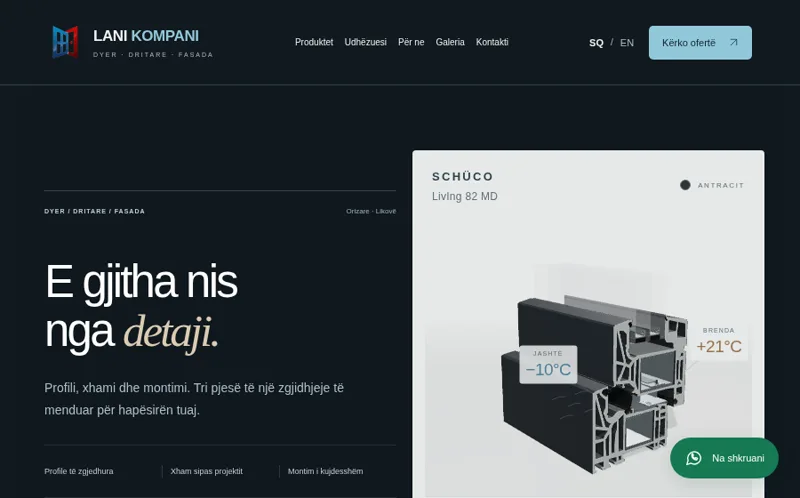 LANI KOMPANI
DYER · DRITARE · FASADA
Produktet
Udhëzuesi
Për ne
Galeria
Kontakti
SQ / EN
Kërko ofertë
DYER / DRITARE / FASADA
Orizare · Likovë
E gjitha nis
nga detaji.
Profili, xhami dhe montimi. Tri pjesë të një zgjidhjeje të
menduar për hapësirën tuaj.
Profile të zgjedhura
Xham sipas projektit
Montim i kujdesshëm
SCHÜCO
LivIng 82 MD
ANTRACIT
JASHTË
−10°C
BRENDA
+21°C
Na shkruani